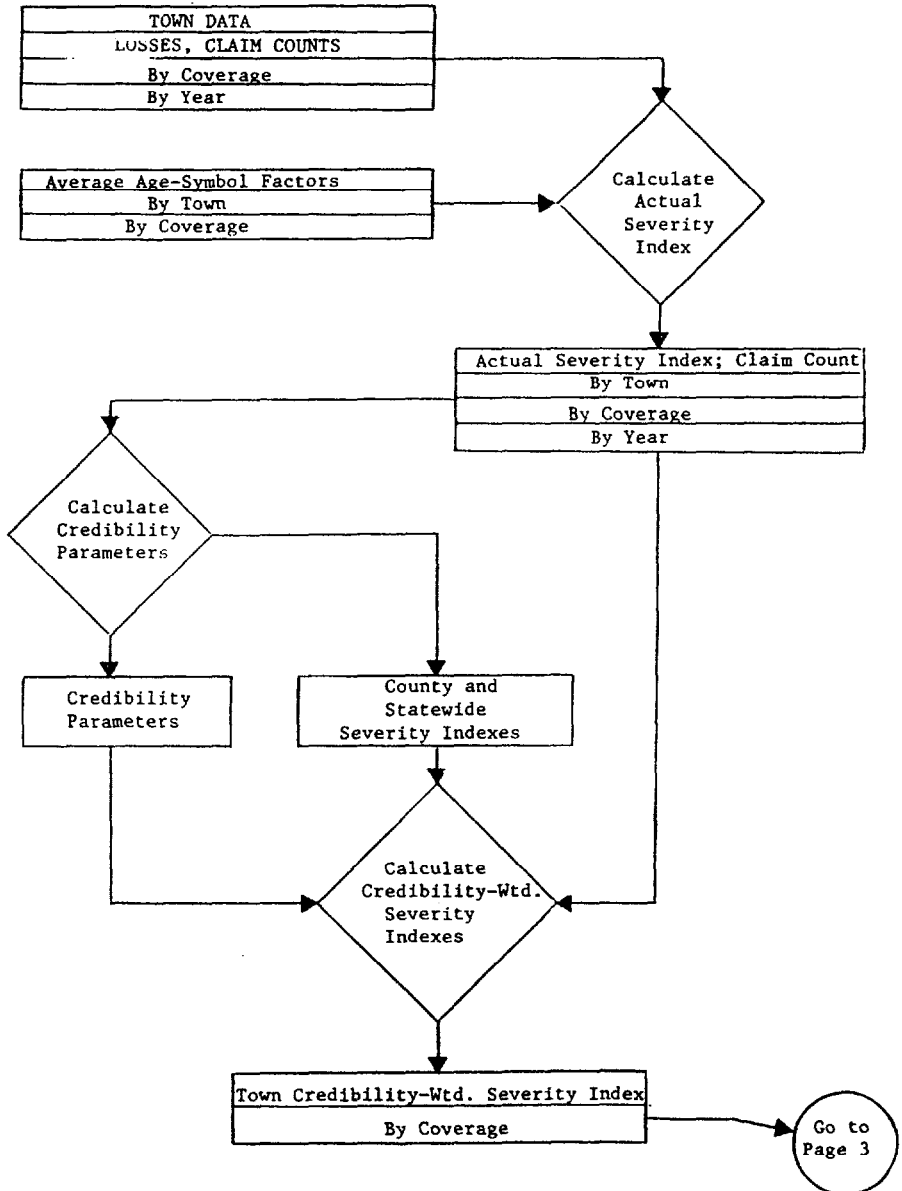 TOWN DATA
LOSSES, CLAIM COUNTS
By Coverage
By Year
Average Age-Symbol Factors
By Town
By Coverage
Calculate
Actual
Severity
Index
Actual Severity Index; Claim Count
By Town
By Coverage
By Year
Calculate
Credibility
Parameters
Credibility
Parameters
County and
Statewide
Severity Indexes
Calculate
Credibility-Wtd.
Severity
Indexes
Town Credibility-Wtd. Severity Index
By Coverage
Go to
Page 3